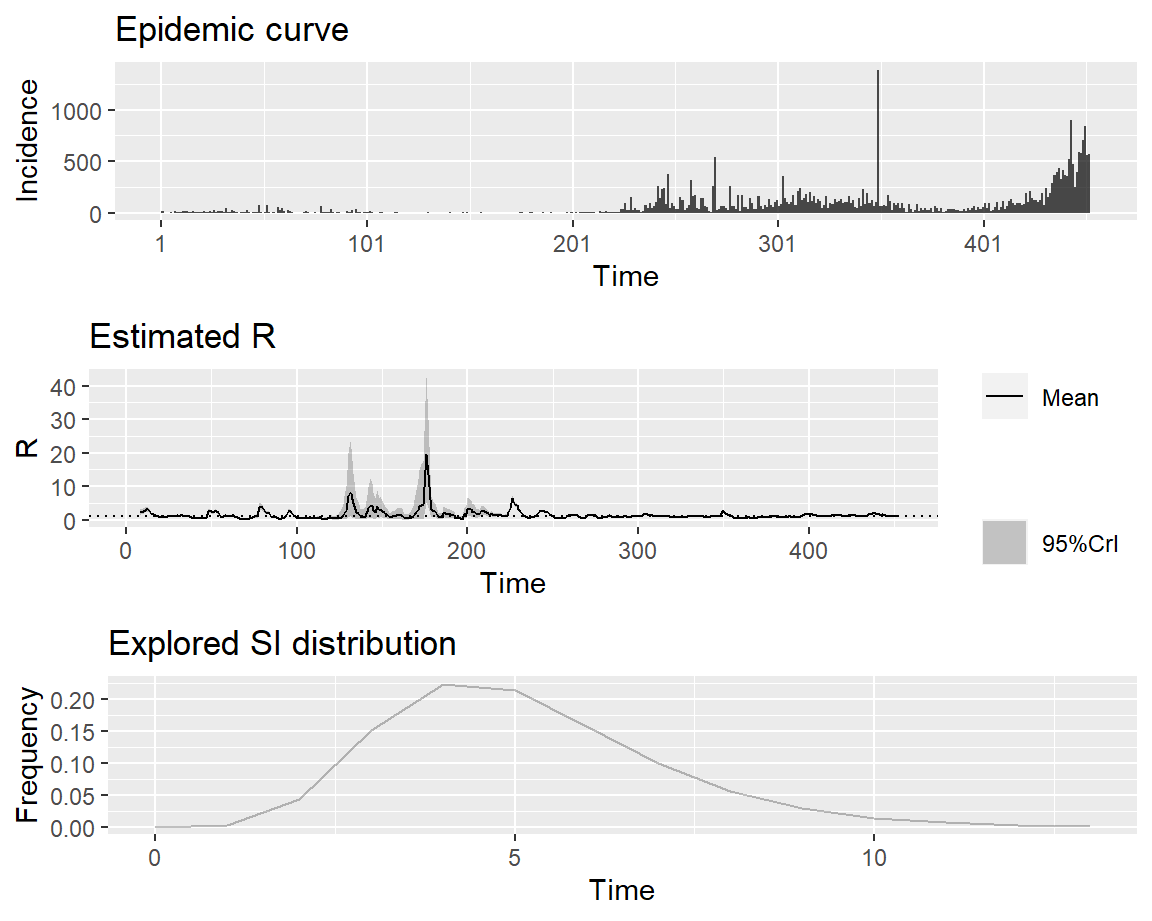 Epidemic curve
Incidence
1000
500
0
1 101 201 301 401
Time
Estimated R
R
40
30
20
10
0
0 100 200 300 400
Time
Mean
95%CrI
Explored SI distribution
Frequency
0.20
0.15
0.10
0.05
0.00
0 5 10
Time